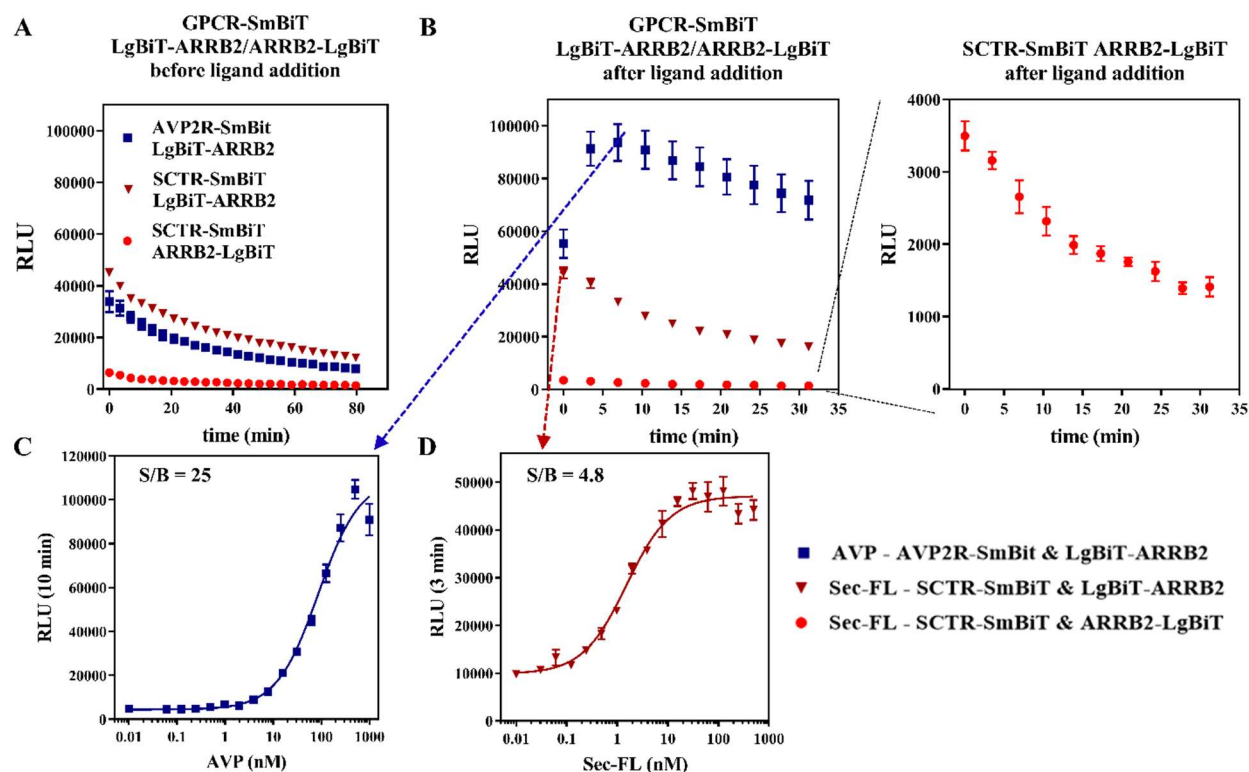 A
GPCR-SmBiT
LgBiT-ARRB2/ARRB2-LgBiT
before ligand addition
RLU
100000
80000
60000
40000
20000
0
AVP2R-SmBit
LgBiT-ARRB2
SCTR-SmBiT
LgBiT-ARRB2
SCTR-SmBiT
ARRB2-LgBiT
0 20 40 60 80
time (min)
B
GPCR-SmBiT
LgBiT-ARRB2/ARRB2-LgBiT
after ligand addition
RLU
100000
80000
60000
40000
20000
0
0 5 10 15 20 25 30 35
time (min)
SCTR-SmBiT ARRB2-LgBiT
after ligand addition
RLU
4000
3000
2000
1000
0
0 5 10 15 20 25 30 35
time (min)
C
S/B = 25
RLU (10 min)
120000
100000
80000
60000
40000
20000
0
0.01 0.1 1 10 100 1000
AVP (nM)
D
S/B = 4.8
RLU (3 min)
50000
40000
30000
20000
10000
0
0.01 0.1 1 10 100 1000
Sec-FL (nM)
AVP - AVP2R-SmBit & LgBiT-ARRB2
Sec-FL - SCTR-SmBiT & LgBiT-ARRB2
Sec-FL - SCTR-SmBiT & ARRB2-LgBiT